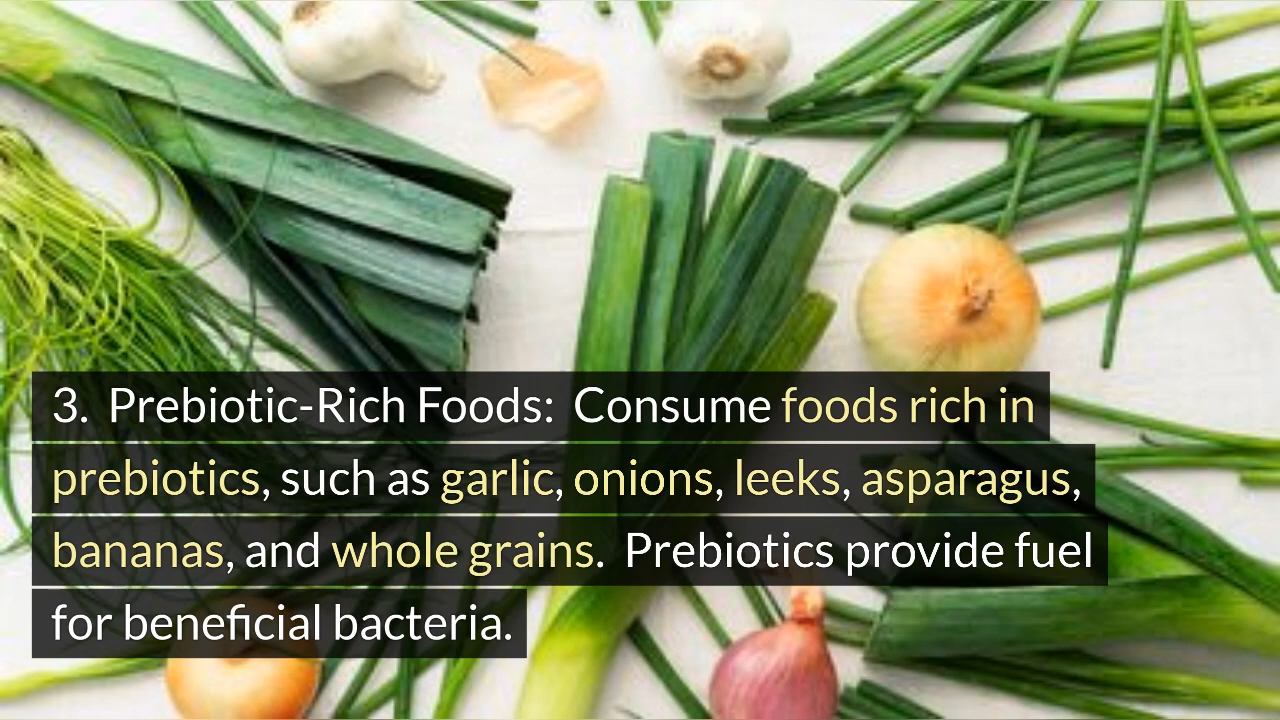 3. Prebiotic-Rich Foods: Consume foods rich in
prebiotics, such as garlic, onions, leeks, asparagus,
bananas, and whole grains. Prebiotics provide fuel
for beneficial bacteria.